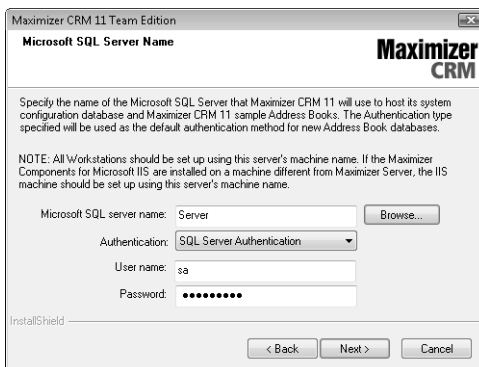 Maximizer CRM 11 Team Edition
Microsoft SQL Server Name
Maximizer
CRM
Specify the name of the Microsoft SQL Server that Maximizer CRM 11 will use to host its system
configuration database and Maximizer CRM 11 sample Address Books. The Authentication type
specified will be used as the default authentication method for new Address Book databases.
NOTE: All Workstations should be set up using this server's machine name. If the Maximizer
Components for Microsoft IIS are installed on a machine different from Maximizer Server, the IIS
machine should be set up using this server's machine name.
Microsoft SQL server name: Server Browse...
Authentication: SQL Server Authentication
User name: sa
Password: ●●●●●●●●●
InstallShield
< Back Next > Cancel